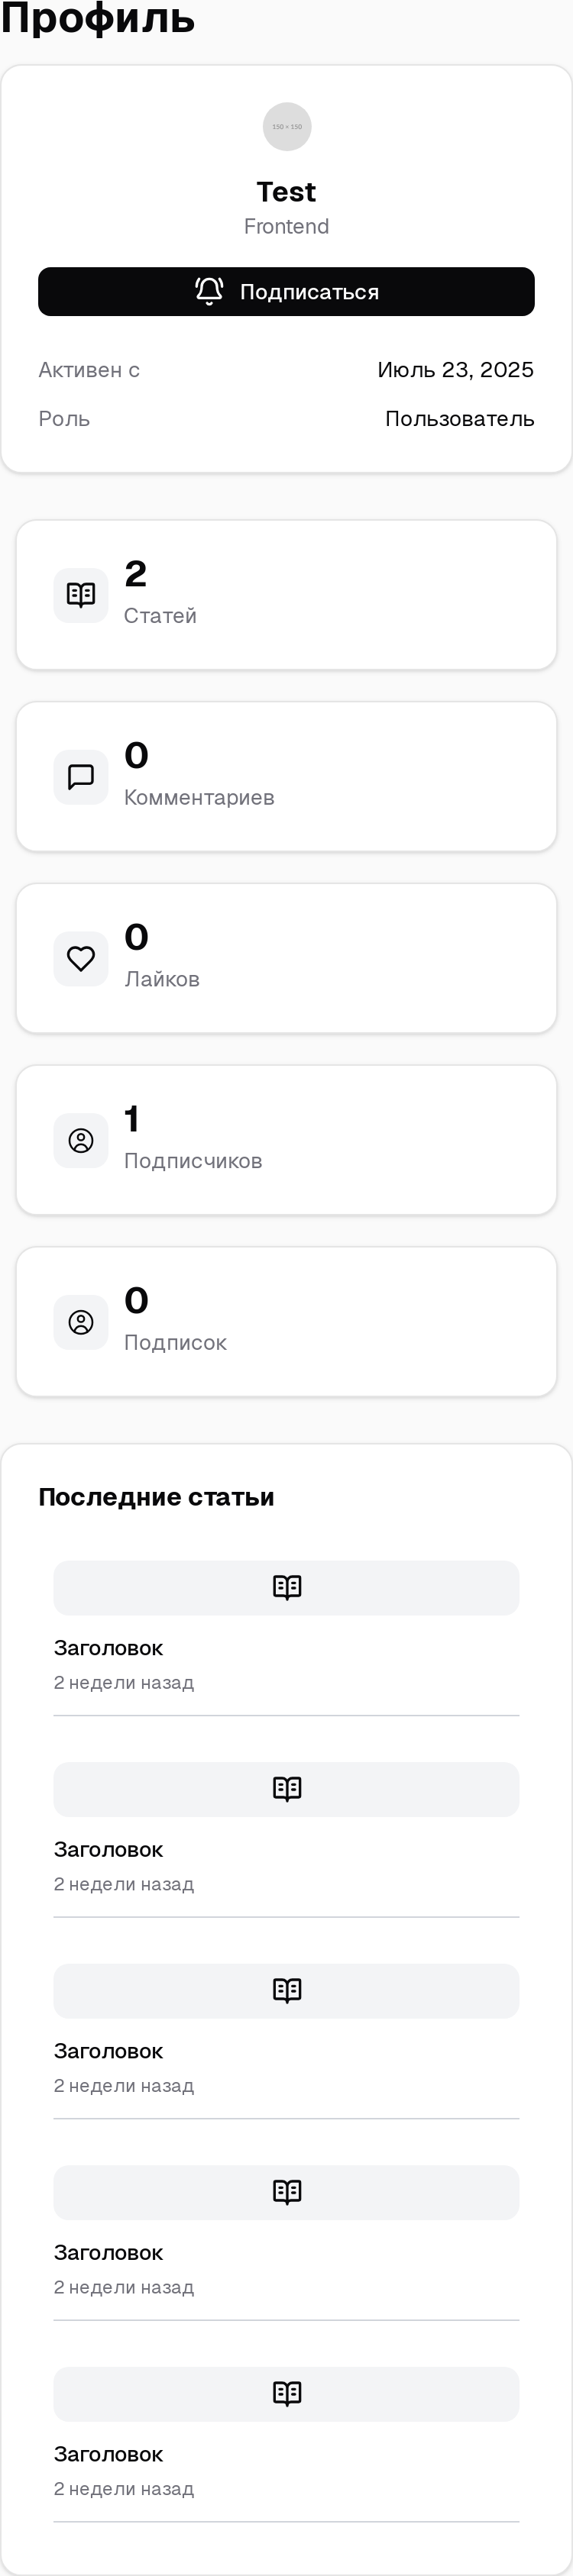 Профиль
150 × 150
Test
Frontend
Подписаться
Активен с Июль 23, 2025
Роль Пользователь
2
Статей
0
Комментариев
0
Лайков
1
Подписчиков
0
Подписок
Последние статьи
Заголовок
2 недели назад
Заголовок
2 недели назад
Заголовок
2 недели назад
Заголовок
2 недели назад
Заголовок
2 недели назад